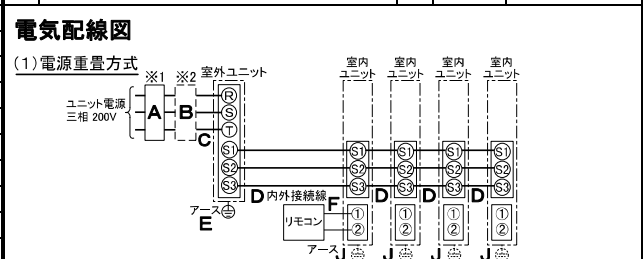 電気配線図
(1)電源重畳方式
※1 ※2 室外ユニット
室内ユニット 室内ユニット 室内ユニット 室内ユニット
ユニット電源
三相 200V
A B C
R
S
T
S1 S1 S1 S1 S1
S2 S2 S2 S2 S2
S3 S3 S3 S3 S3
D 内外接続線 D D D
アース
E
リモコン F
① ① ① ①
② ② ② ②
アース J J J J